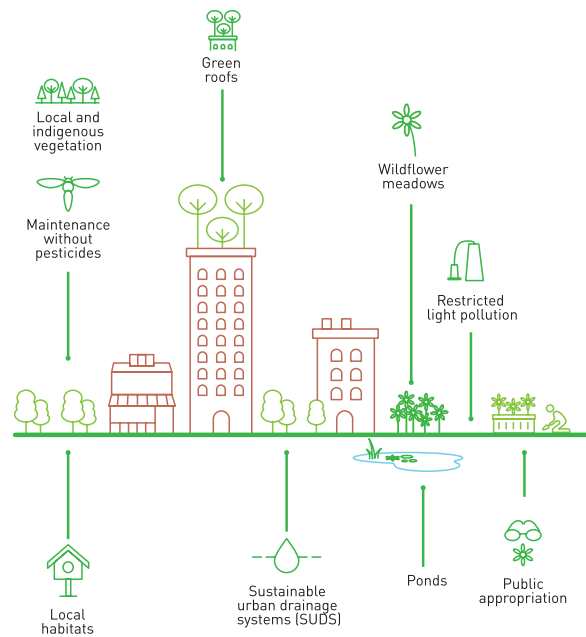 Green
roofs
Local and
indigenous
vegetation
Wildflower
meadows
Maintenance
without
pesticides
Restricted
light pollution
Ponds
Public
appropriation
Sustainable
urban drainage
systems (SUDS)
Local
habitats